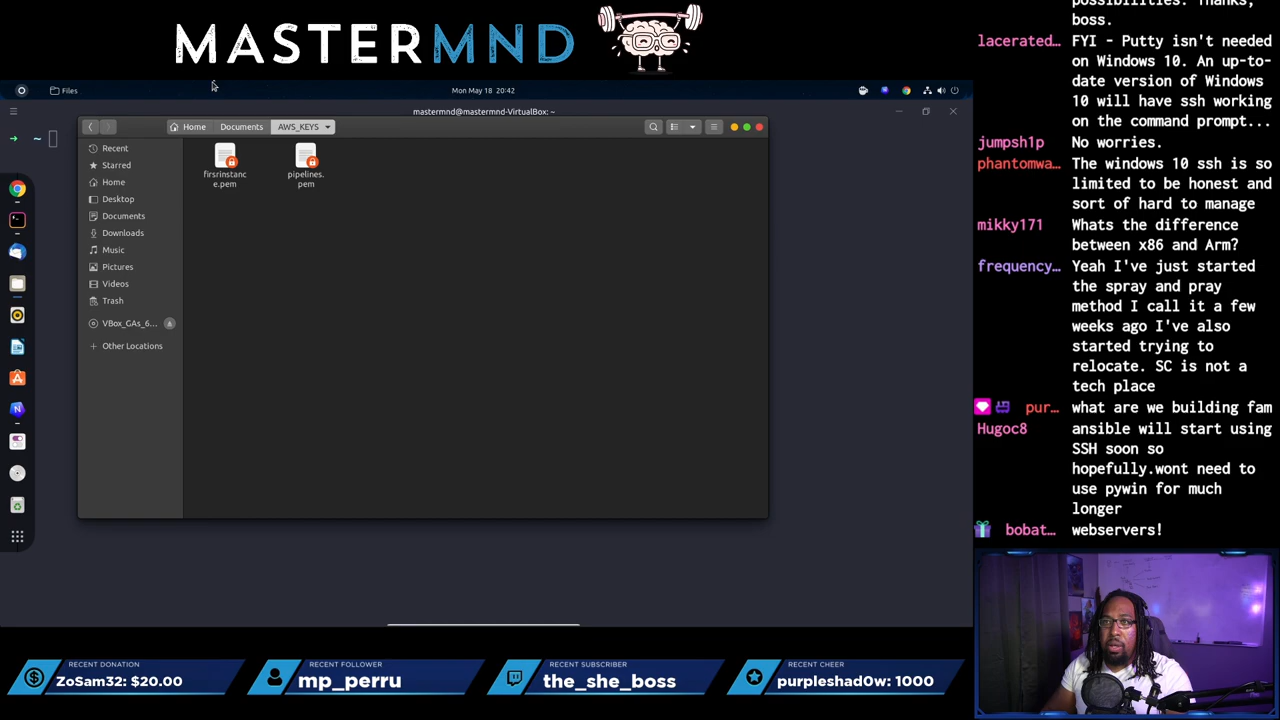 MASTERMND
Files
Mon May 18 20:42
mastermnd@mastermnd-VirtualBox: ~
→ ~
Home
Documents
AWS_KEYS
Recent
Starred
Home
Desktop
Documents
Downloads
Music
Pictures
Videos
Trash
VBox_GAs_6...
+ Other Locations
firsrinstanc
e.pem
pipelines.
pem
possibilities. Thanks,
boss.
lacerated… FYI - Putty isn't needed
on Windows 10. An up-to-
date version of Windows
10 will have ssh working
on the command prompt...
jumpsh1p No worries.
phantomwa… The windows 10 ssh is so
limited to be honest and
sort of hard to manage
mikky171 Whats the difference
between x86 and Arm?
frequency… Yeah I've just started
the spray and pray
method I call it a few
weeks ago I've also
started trying to
relocate. SC is not a
tech place
pur… what are we building fam
Hugoc8 ansible will start using
SSH soon so
hopefully.wont need to
use pywin for much
longer
bobat… webservers!
RECENT DONATION
ZoSam32: $20.00
RECENT FOLLOWER
mp_perru
RECENT SUBSCRIBER
the_she_boss
RECENT CHEER
purpleshad0w: 1000